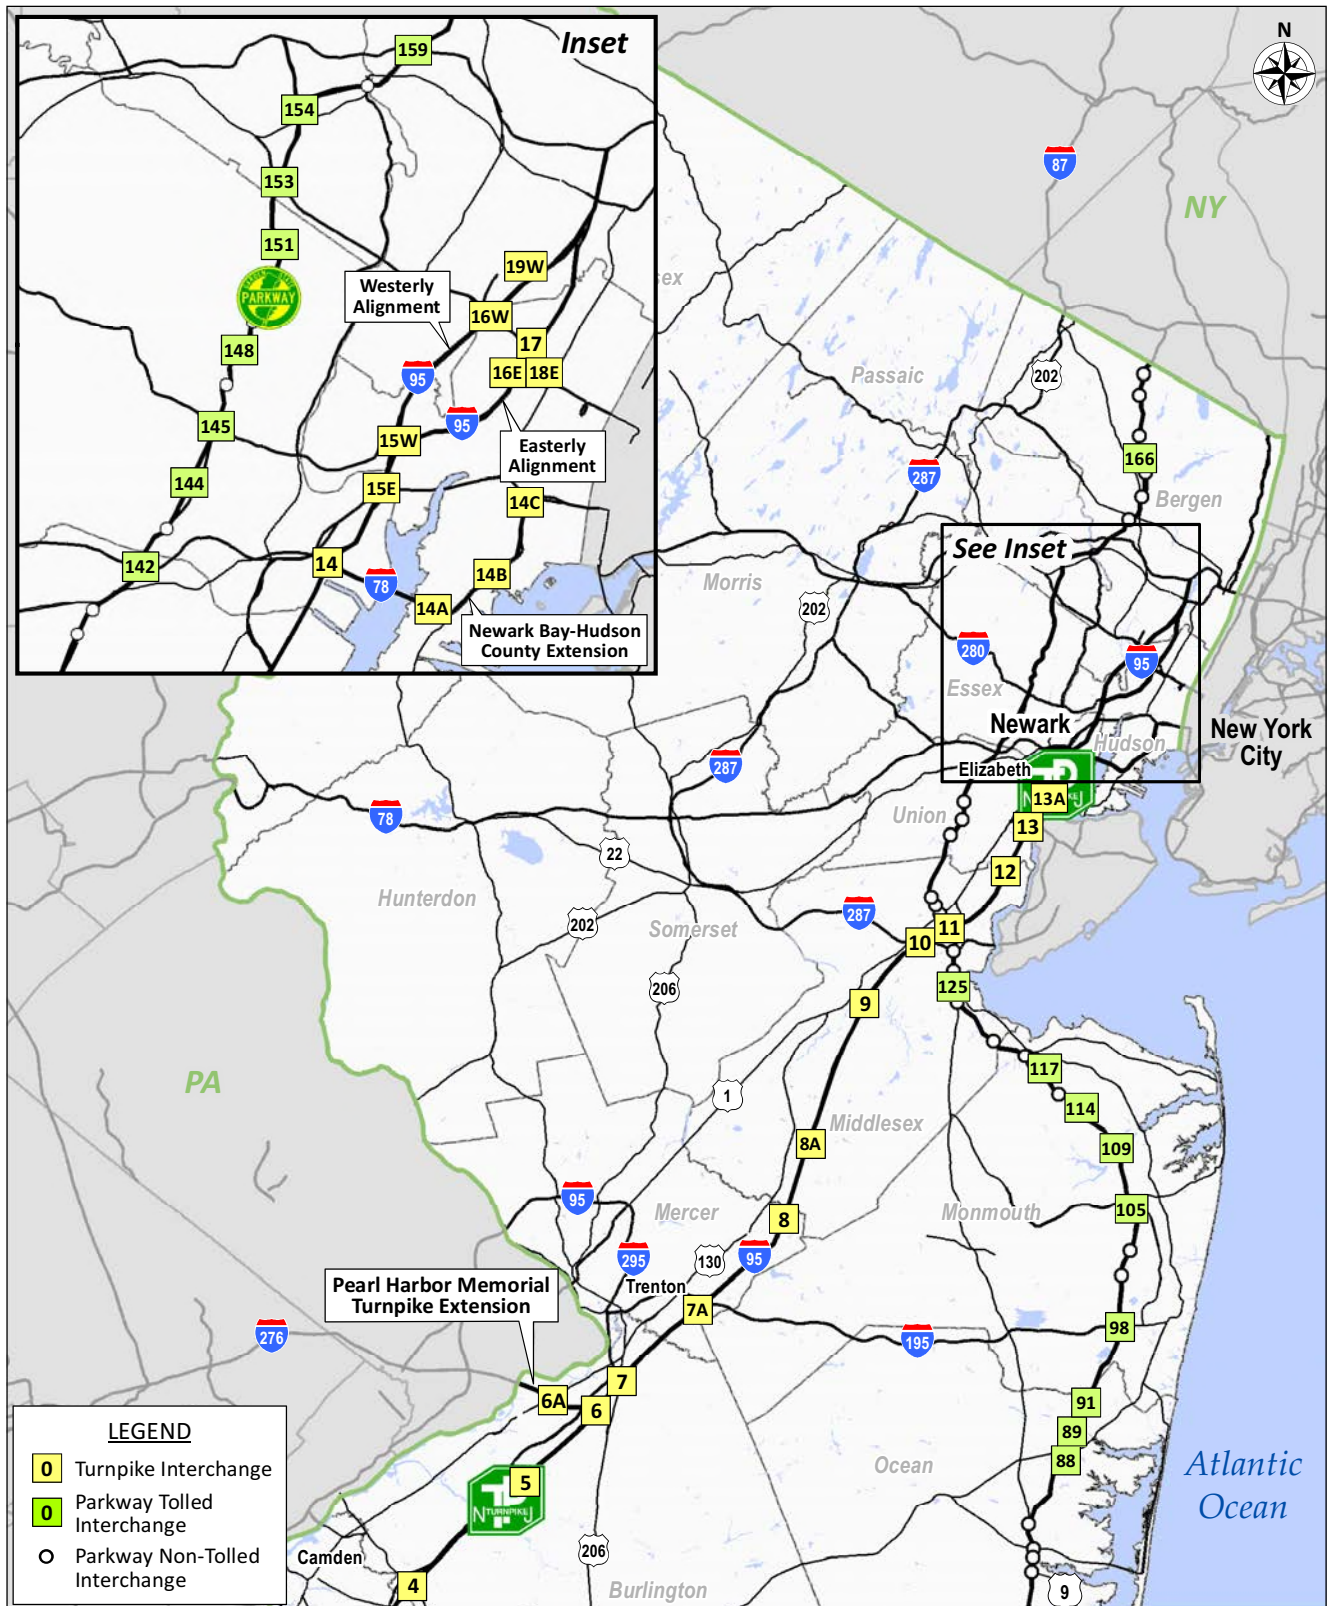 Inset
159
154
153
151
PARKWAY
148
145
144
142
19W
Westerly
Alignment
16W
17
16E
18E
95
95
15W
Easterly
Alignment
15E
14C
14
78
14B
14A
Newark Bay-Hudson
County Extension
N
87
NY
sex
Passaic
202
287
166
Bergen
See Inset
Morris
202
280
95
Essex
Newark
Hudson
New York
City
Elizabeth
287
13A
78
Union
13
22
12
Hunterdon
202
Somerset
287
11
10
206
125
9
PA
117
1
114
Middlesex
8A
109
95
Mercer
8
Monmouth
105
295
130
95
Pearl Harbor Memorial
Turnpike Extension
Trenton
7A
276
195
98
7
6A
6
91
89
88
Ocean
5
N TURNPIKE J
Atlantic
Ocean
206
Camden
4
Burlington
9
LEGEND
0 Turnpike Interchange
0 Parkway Tolled
Interchange
Parkway Non-Tolled
Interchange